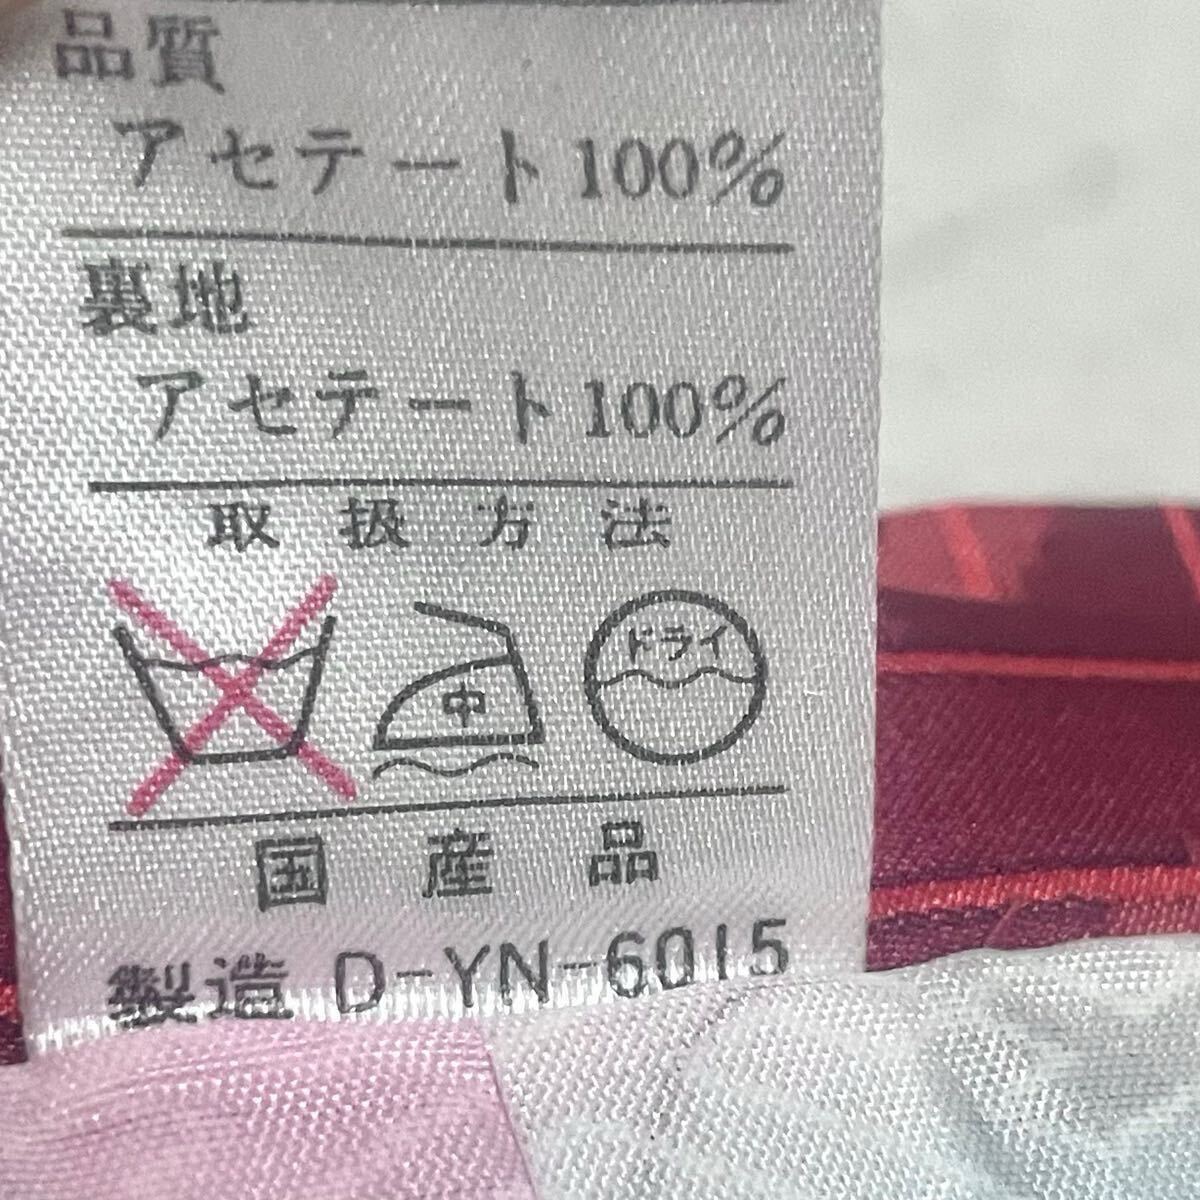 品質
アセテート100%
裏地
アセテート100%
取扱方法
中
ドライ
国産品
製造 D-YN-6015